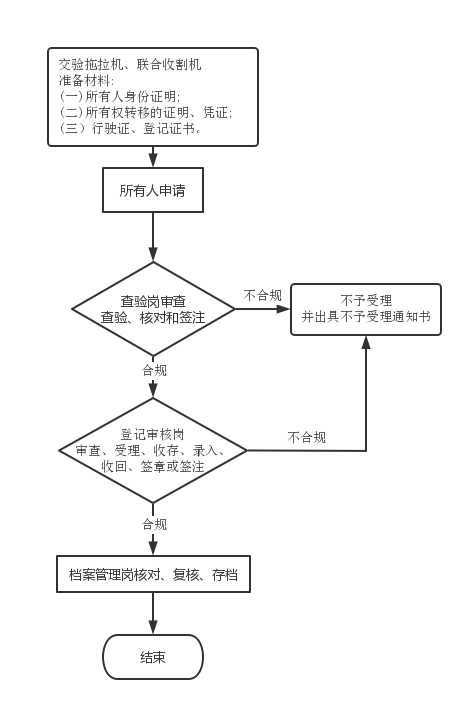 交验拖拉机、联合收割机
准备材料:
(一)所有人身份证明;
(二)所有权转移的证明、凭证;
(三）行驶证、登记证书。
所有人申请
查验岗审查
查验、核对和签注
不合规
不予受理
并出具不予受理通知书
合规
登记审核岗
审查、受理、收存、录入、
收回、签章或签注
不合规
合规
档案管理岗核对、复核、存档
结束